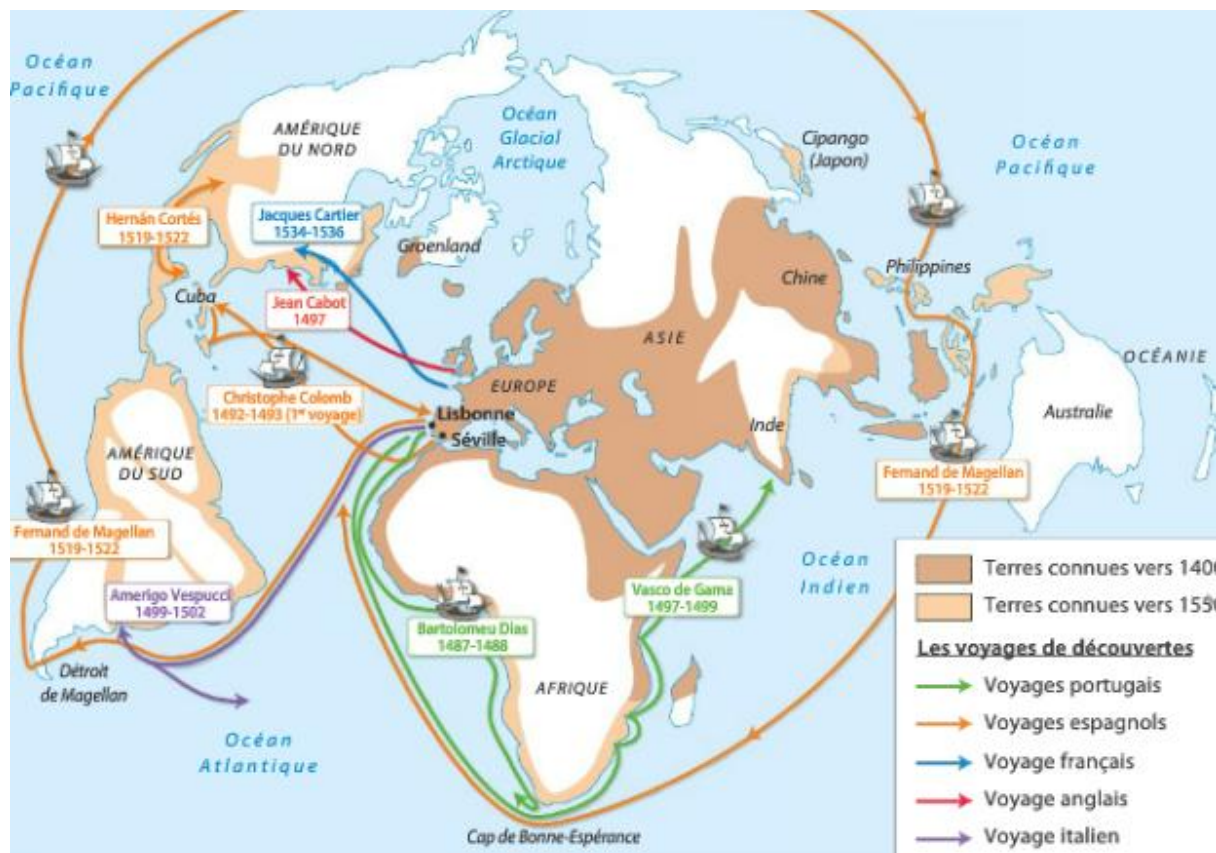 Océan
Pacifique
AMÉRIQUE
DU NORD
Océan
Glacial
Arctique
Cipango
(Japon)
Océan
Pacifique
Hernán Cortés
1519-1522
Jacques Cartier
1534-1536
Groenland
Cuba
Jean Cabot
1497
Chine
Philippines
ASIE
OCÉANIE
EUROPE
Christophe Colomb
1492-1493 (1er voyage)
Lisbonne
Séville
Inde
Australie
AMÉRIQUE
DU SUD
Fernand de Magellan
1519-1522
Fernand de Magellan
1519-1522
Amerigo Vespucci
1499-1502
Bartolomeu Dias
1487-1488
Vasco de Gama
1497-1499
Océan
Indien
AFRIQUE
Détroit
de Magellan
Océan
Atlantique
Cap de Bonne-Espérance
Terres connues vers 1400
Terres connues vers 1550
Les voyages de découvertes
Voyages portugais
Voyages espagnols
Voyage français
Voyage anglais
Voyage italien